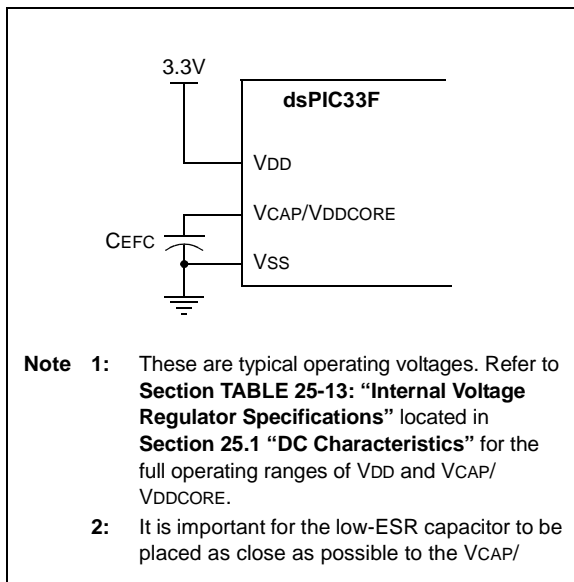 3.3V
dsPIC33F
VDD
VCAP/VDDCORE
CEFC
VSS
Note 1: These are typical operating voltages. Refer to
Section TABLE 25-13: “Internal Voltage
Regulator Specifications” located in
Section 25.1 “DC Characteristics” for the
full operating ranges of VDD and VCAP/
VDDCORE.
2: It is important for the low-ESR capacitor to be
placed as close as possible to the VCAP/